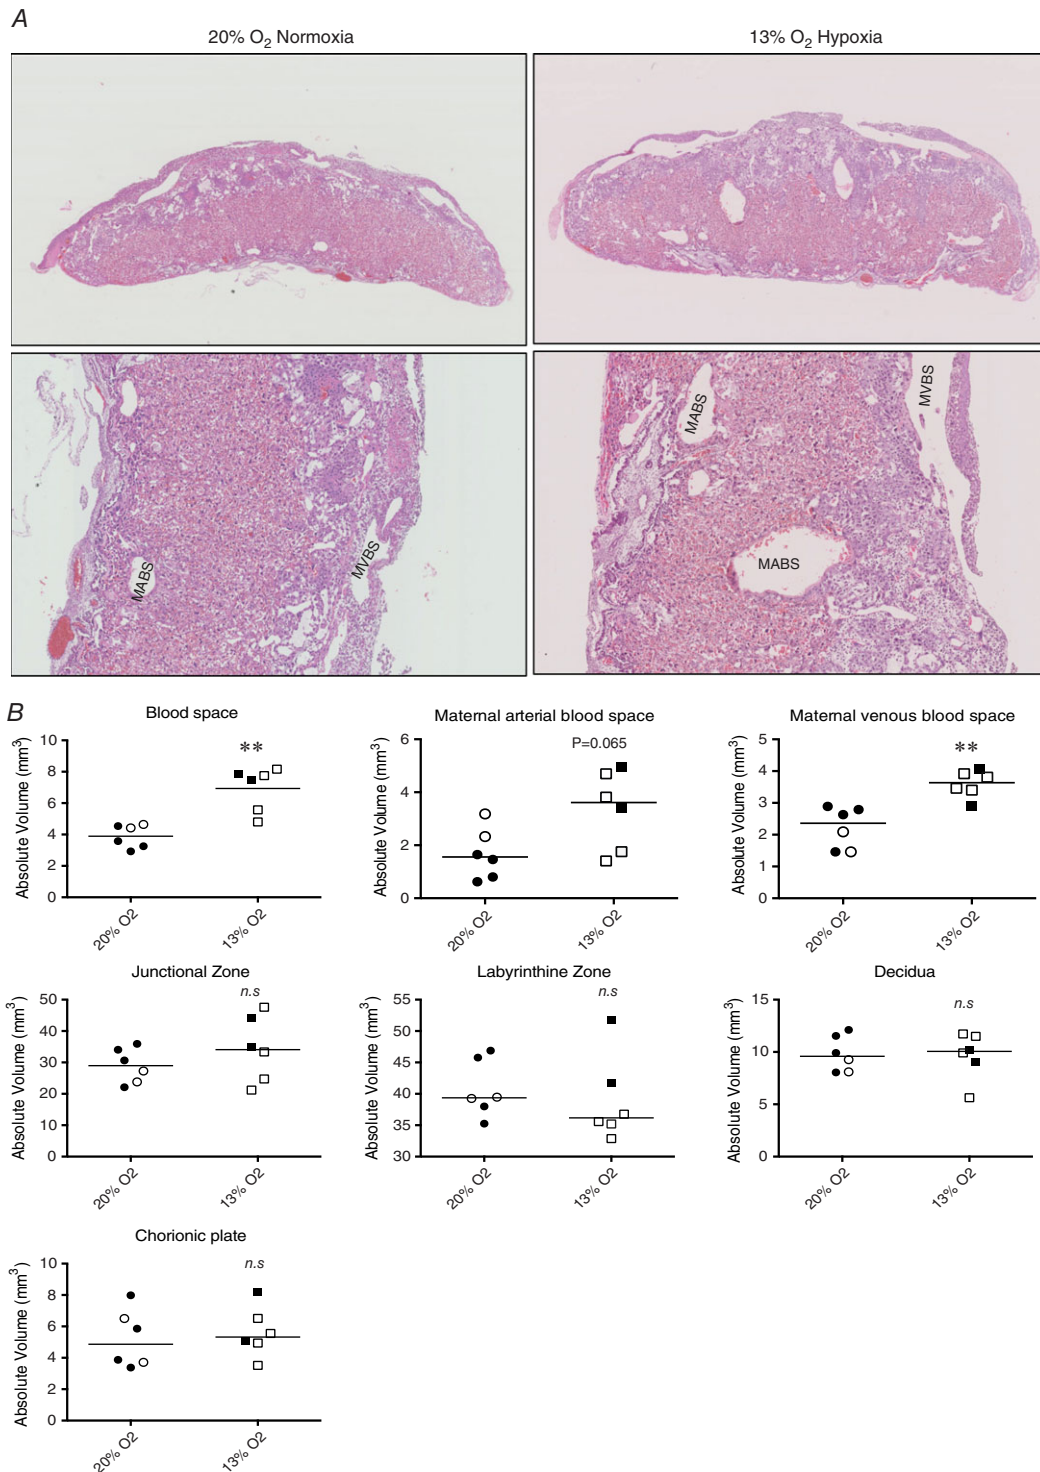 A
20% O2 Normoxia
13% O2 Hypoxia
MABS
MVBS
MABS
MVBS
MABS
B
Blood space
Absolute Volume (mm3)
10
8
6
4
2
0
**
20% O2
13% O2
Maternal arterial blood space
Absolute Volume (mm3)
6
4
2
0
P=0.065
20% O2
13% O2
Maternal venous blood space
Absolute Volume (mm3)
5
4
3
2
1
0
**
20% O2
13% O2
Junctional Zone
Absolute Volume (mm3)
50
40
30
20
10
0
n.s
20% O2
13% O2
Labyrinthine Zone
Absolute Volume (mm3)
55
50
45
40
35
30
n.s
20% O2
13% O2
Decidua
Absolute Volume (mm3)
15
10
5
0
n.s
20% O2
13% O2
Chorionic plate
Absolute Volume (mm3)
10
8
6
4
2
0
n.s
20% O2
13% O2